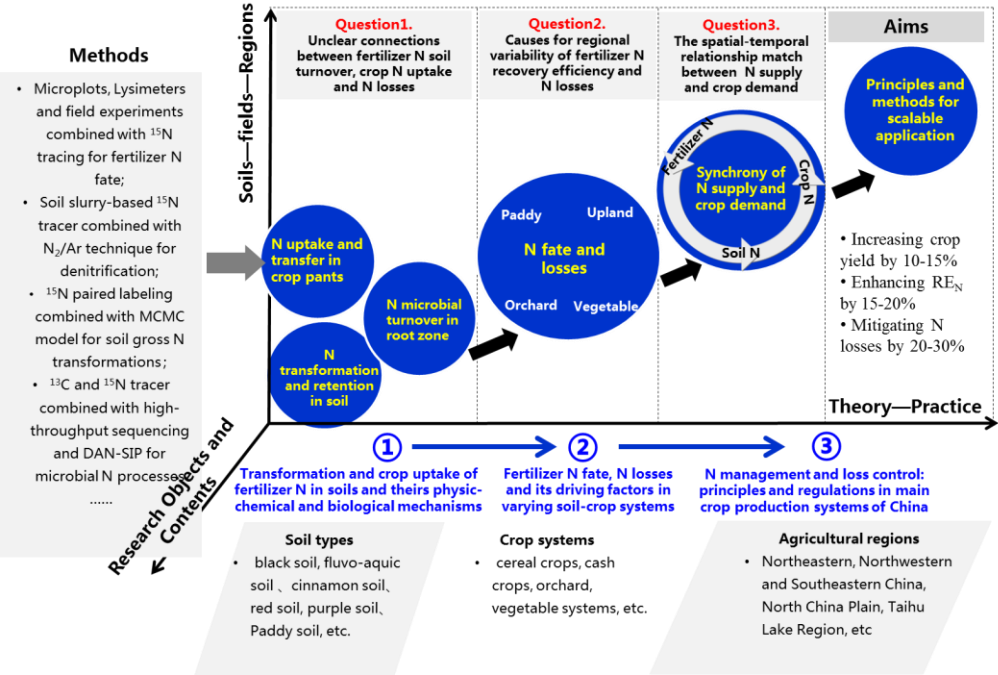 Methods
• Microplots, Lysimeters
and field experiments
combined with ¹⁵N
tracing for fertilizer N
fate;
• Soil slurry-based ¹⁵N
tracer combined with
N₂/Ar technique for
denitrification;
• ¹⁵N paired labeling
combined with MCMC
model for soil gross N
transformations;
• ¹³C and ¹⁵N tracer
combined with high-
throughput sequencing
and DAN-SIP for
microbial N processes
......
Soils—fields—Regions
Question1.
Unclear connections
between fertilizer N soil
turnover, crop N uptake
and N losses
Question2.
Causes for regional
variability of fertilizer N
recovery efficiency and
N losses
Question3.
The spatial-temporal
relationship match
between N supply
and crop demand
Aims
N uptake and
transfer in
crop pants
N microbial
turnover in
root zone
N
transformation
and retention
in soil
Paddy
Upland
N fate and
losses
Orchard
Vegetable
Fertilizer N
Crop N
Soil N
Synchrony of
N supply and
crop demand
Principles and
methods for
scalable
application
• Increasing crop
yield by 10-15%
• Enhancing REN
by 15-20%
• Mitigating N
losses by 20-30%
Theory—Practice
Research Objects and
Contents
①
Transformation and crop uptake of
fertilizer N in soils and theirs physic-
chemical and biological mechanisms
②
Fertilizer N fate, N losses
and its driving factors in
varying soil-crop systems
③
N management and loss control:
principles and regulations in main
crop production systems of China
Soil types
• black soil, fluvo-aquic
soil 、cinnamon soil、
red soil, purple soil、
Paddy soil, etc.
Crop systems
• cereal crops, cash
crops, orchard,
vegetable systems, etc.
Agricultural regions
• Northeastern, Northwestern
and Southeastern China,
North China Plain, Taihu
Lake Region, etc